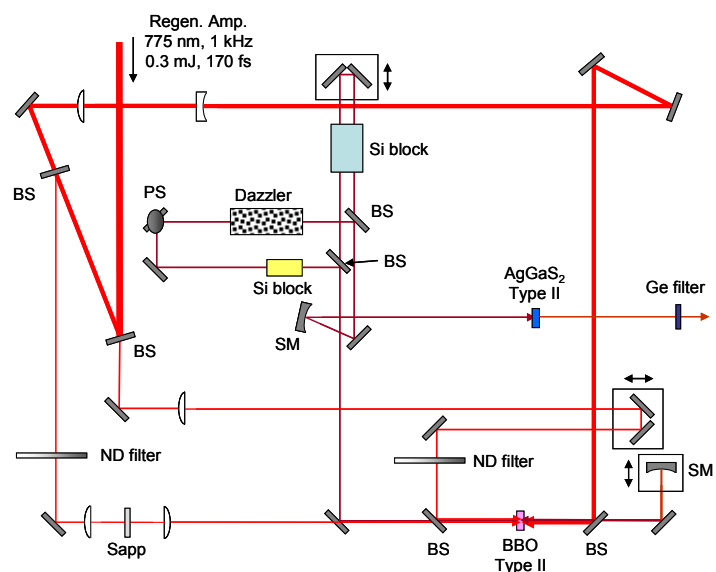 Regen. Amp.
775 nm, 1 kHz
0.3 mJ, 170 fs
Si block
BS
PS
Dazzler
BS
BS
Si block
AgGaS₂
Type II
Ge filter
SM
BS
ND filter
ND filter
SM
Sapp
BS
BBO
Type II
BS